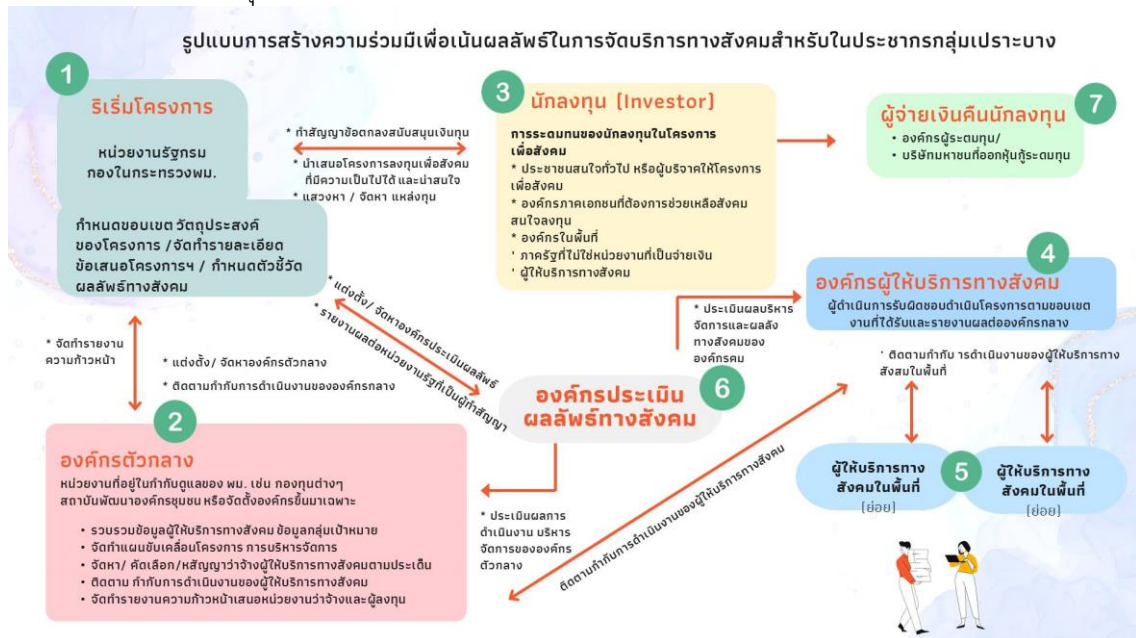 รูปแบบการสร้างความร่วมมือเพื่อเน้นผลลัพธ์ในการจัดบริการทางสังคมสำหรับในประชากรกลุ่มเปราะบาง
1
ริเริ่มโครงการ
หน่วยงานรัฐกรม
กองในกระทรวงพม.
กำหนดขอบเขต วัตถุประสงค์
ของโครงการ /จัดทำรายละเอียด
ข้อเสนอโครงการฯ / กำหนดตัวชี้วัด
ผลลัพธ์ทางสังคม
* ทำสัญญาข้อตกลงสนับสนุนเงินทุน
* นำเสนอโครงการลงทุนเพื่อสังคม
ที่มีความเป็นไปได้ และน่าสนใจ
* แสวงหา / จัดหา แหล่งทุน
3
นักลงทุน (Investor)
การระดมทนของนักลงทุนในโครงการ
เพื่อสังคม
* ประชาชนสนใจทั่วไป หรือผู้บริจาคให้โครงการ
เพื่อสังคม
* องค์กรภาคเอกชนที่ต้องการช่วยเหลือสังคม
สนใจลงทุน
* องค์กรในพื้นที่
' ภาครัฐที่ไม่ใช่หน่วยงานที่เป็นจ่ายเงิน
' ผู้ให้บริการทางสังคม
7
ผู้จ่ายเงินคืนนักลงทุน
• องค์กรผู้ระดมทุน/
• บริษัทมหาชนที่ออกหุ้นกู้ระดมทุน
4
องค์กรผู้ให้บริการทางสังคม
ผู้ดำเนินการรับผิดชอบดำเนินโครงการตามขอบเขต
งานที่ได้รับและรายงานผลต่อองค์กรกลาง
* แต่งตั้ง/ จัดหาองค์กรประเมินผลลัพธ์
* รายงานผลต่อหน่วยงานรัฐที่เป็นผู้ทำสัญญา
* ประเมินผลบริหาร
จัดการและผลลัง
ทางสังคมของ
องค์กรคม
* จัดทำรายงาน
ความก้าวหน้า
* แต่งตั้ง/ จัดหาองค์กรตัวกลาง
* ติดตามกำกับการดำเนินงานขององค์กรกลาง
' ติดตามกำกับ ารดำเนินงานของผู้ให้บริการทาง
สังสมในพื้นที่
6
องค์กรประเมิน
ผลลัพธ์ทางสังคม
2
องค์กรตัวกลาง
หน่วยงานที่อยู่ในกำกับดูแลของ พม. เช่น กองทุนต่างๆ
สถาบันพัฒนาองค์กรชุมชน หรือจัดตั้งองค์กรขึ้นมาเฉพาะ
• รวบรวมข้อมูลผู้ให้บริการทางสังคม ข้อมูลกลุ่มเป้าหมาย
• จัดทำแผนขับเคลื่อนโครงการ การบริหารจัดการ
• จัดหา/ คัดเลือก/หสัญญาว่าจ้างผู้ให้บริการทางสังคมตามประเด็น
• ติดตาม กำกับการดำเนินงานของผู้ให้บริการทางสังคม
• จัดทำรายงานความก้าวหน้าเสนอหน่วยงานว่าจ้างและผู้ลงทุน
* ประเมินผลการ
ดำเนินงาน บริหาร
จัดการขององค์กร
ตัวกลาง
ติดตามกำกับการดำเนินงานของผู้ให้บริการทางสังคม
5
ผู้ให้บริการทาง
สังคมในพื้นที่
(ย่อย)
ผู้ให้บริการทาง
สังคมในพื้นที่
(ย่อย)